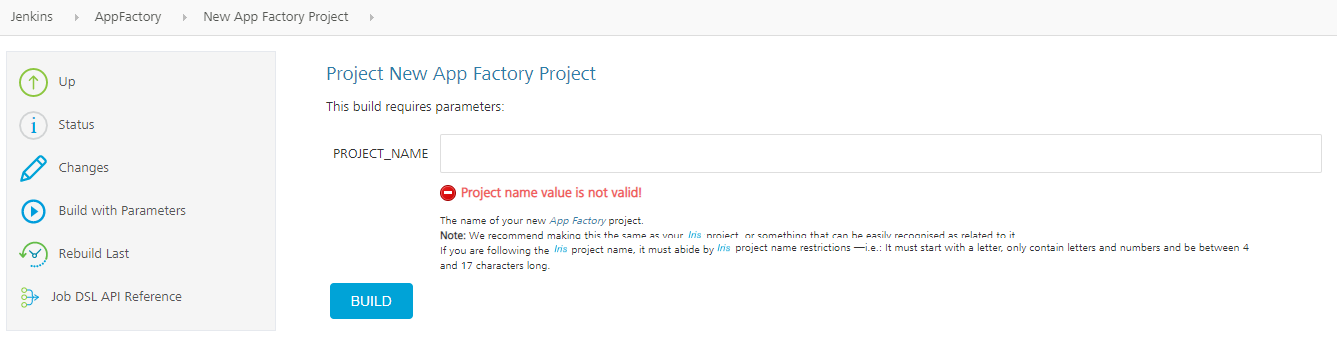 Jenkins AppFactory New App Factory Project
Up
Status
Changes
Build with Parameters
Rebuild Last
Job DSL API Reference
Project New App Factory Project
This build requires parameters:
PROJECT_NAME
Project name value is not valid!
The name of your new App Factory project.
Note: We recommend making this the same as your Iris project, or something that can be easily recognised as related to it.
If you are following the Iris project name, it must abide by Iris project name restrictions —i.e.: It must start with a letter, only contain letters and numbers and be between 4
and 17 characters long.
BUILD